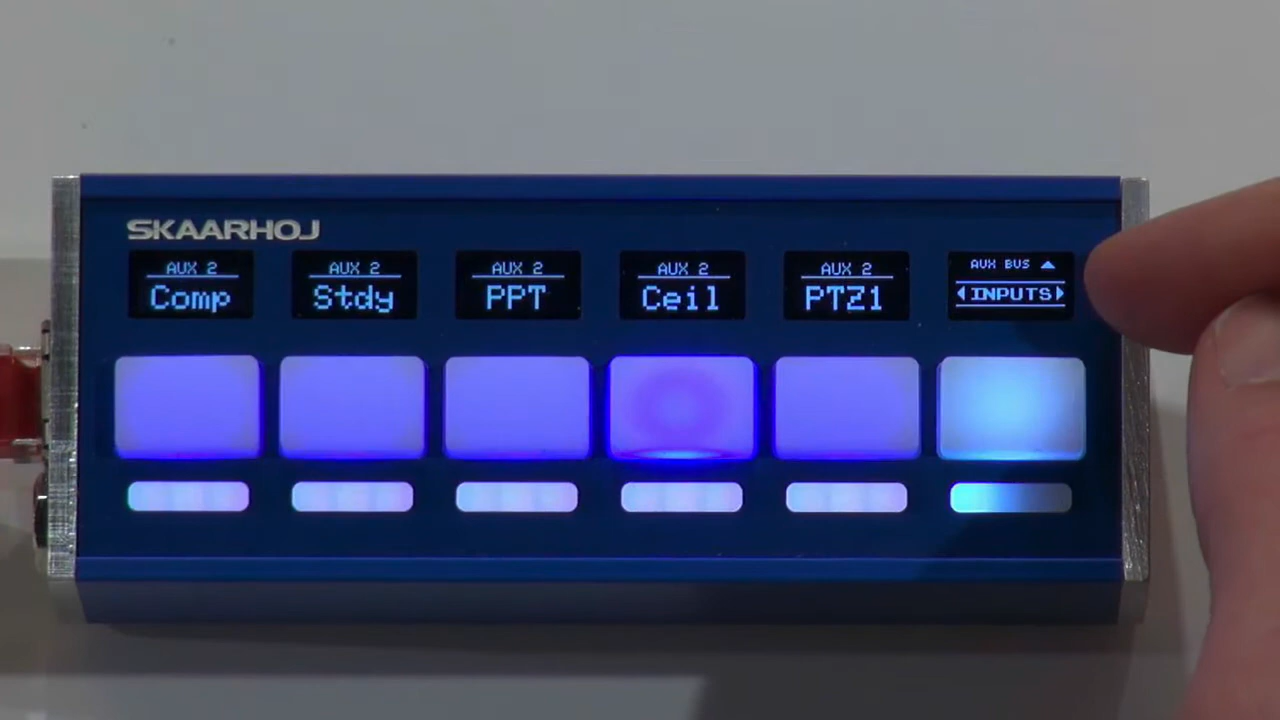 SKAARHOJ
AUX 2
Comp
AUX 2
Stdy
AUX 2
PPT
AUX 2
Ceil
AUX 2
PTZ1
AUX BUS
INPUTS